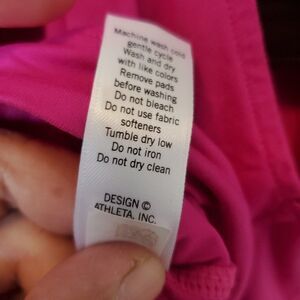 Machine wash cold
gentle cycle
Wash and dry
with like colors
Remove pads
before washing
Do not bleach
Do not use fabric
softeners
Tumble dry low
Do not iron
Do not dry clean
DESIGN ©
ATHLETA, INC.